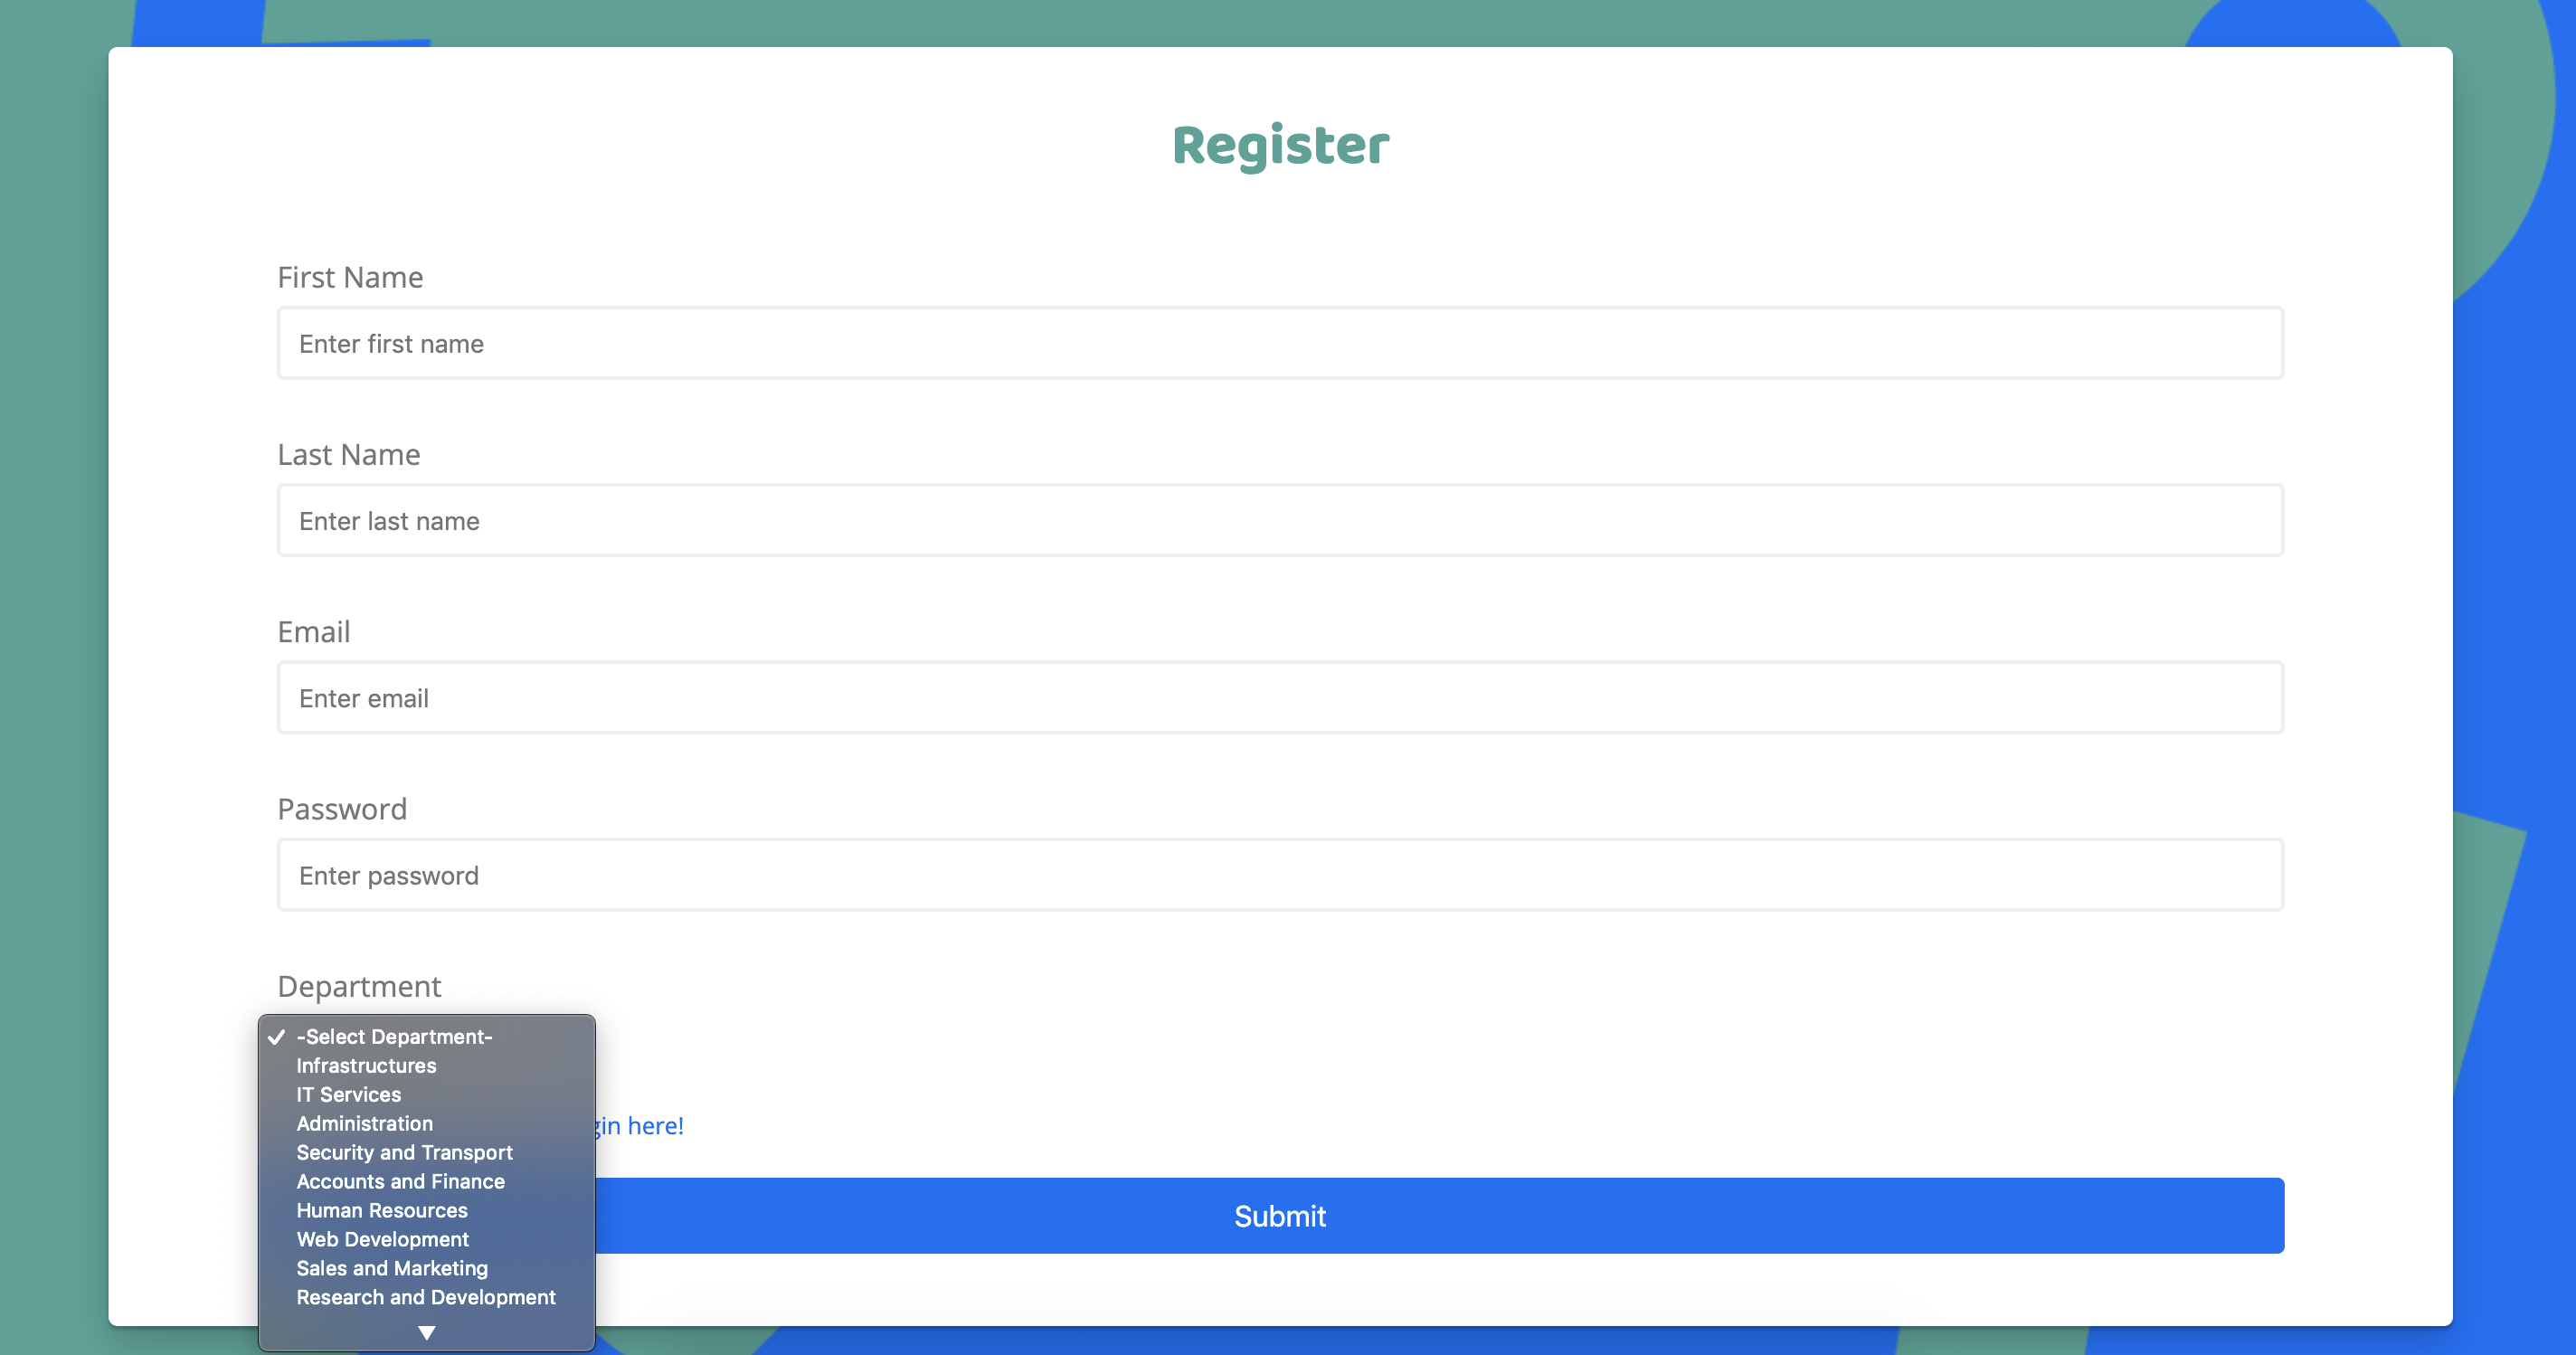 Register
First Name
Enter first name
Last Name
Enter last name
Email
Enter email
Password
Enter password
Department
-Select Department-
Infrastructures
IT Services
Administration
Security and Transport
Accounts and Finance
Human Resources
Web Development
Sales and Marketing
Research and Development
here!
Submit